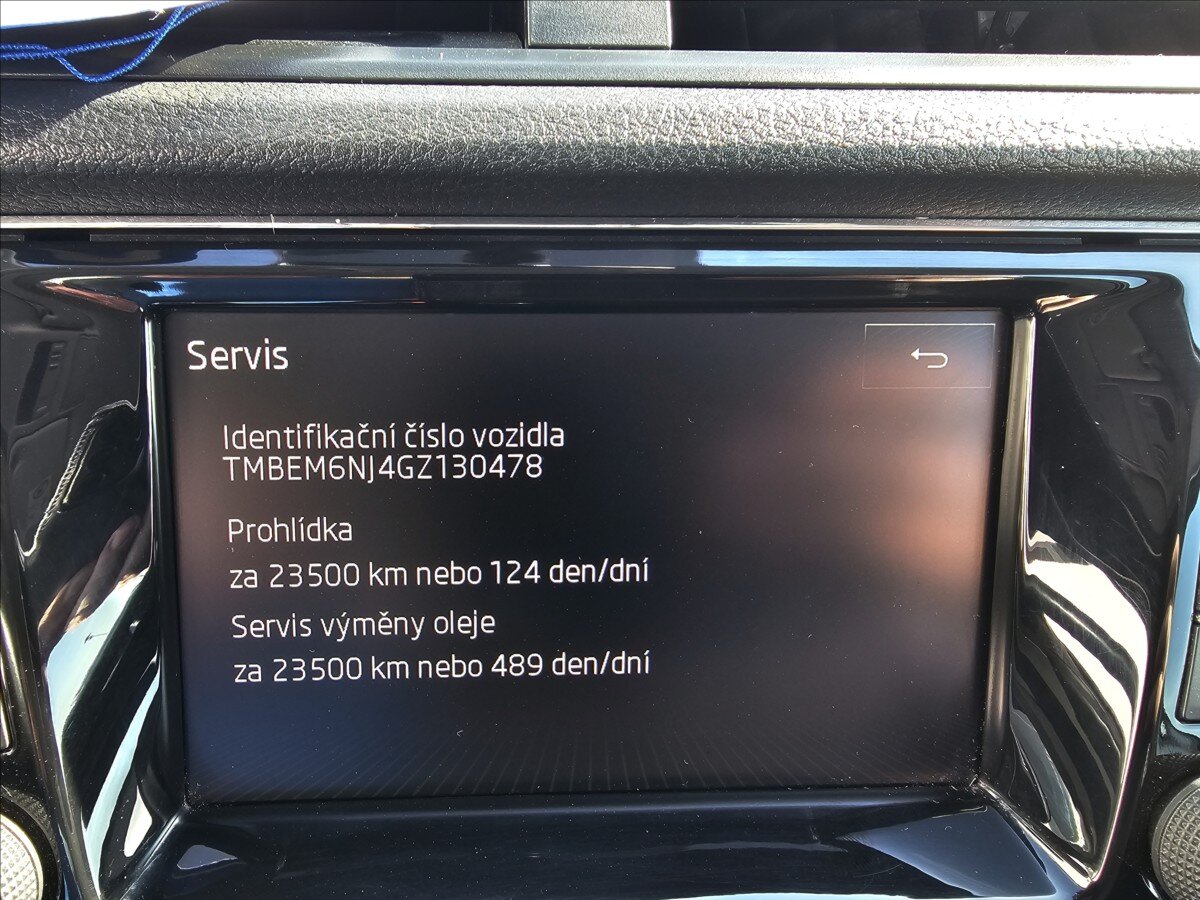 Servis
Identifikační číslo vozidla
TMBEM6NJ4GZ130478
Prohlídka
za 23500 km nebo 124 den/dní
Servis výměny oleje
za 23500 km nebo 489 den/dní